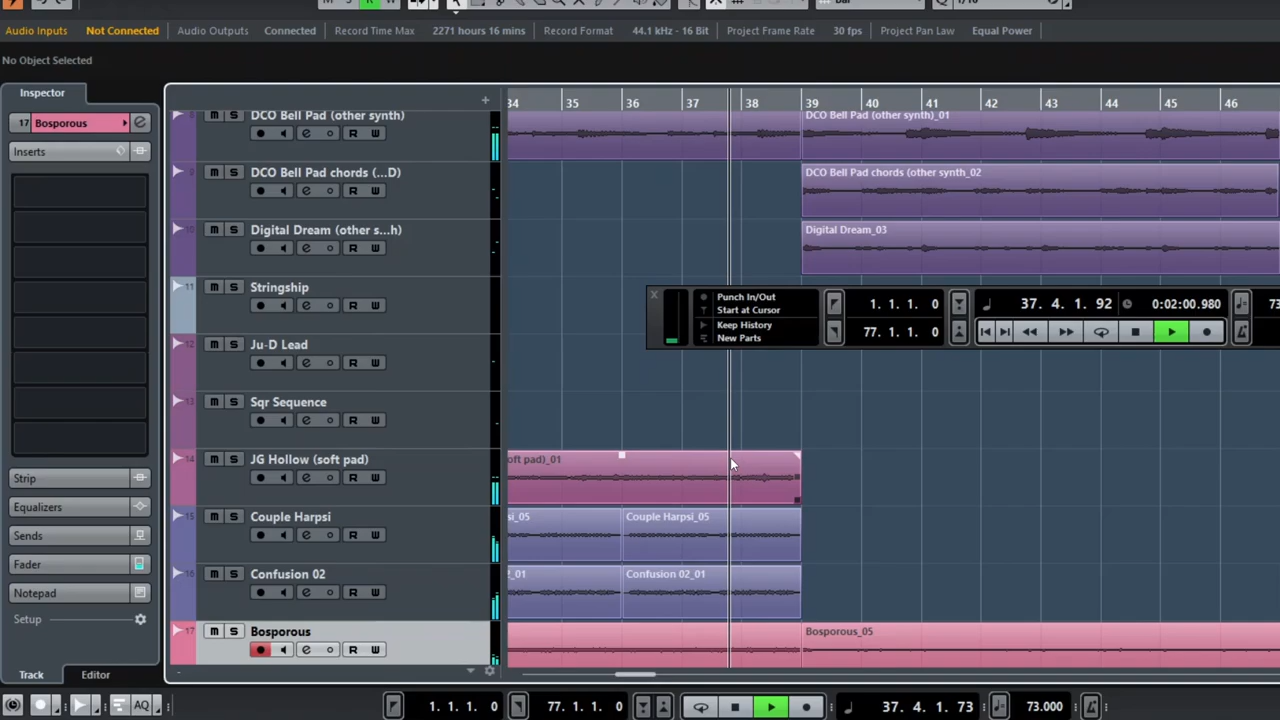 Audio Inputs Not Connected Audio Outputs Connected Record Time Max 2271 hours 16 mins Record Format 44.1 kHz - 16 Bit Project Frame Rate 30 fps Project Pan Law Equal Power
No Object Selected
Inspector
17 Bosporous
Inserts
Strip
Equalizers
Sends
Fader
Notepad
Setup
Track Editor
34 35 36 37 38 39 40 41 42 43 44 45 46
DCO Bell Pad (other synth)
m S R W
DCO Bell Pad (other synth)_01
9 DCO Bell Pad chords (...D)
m S R W
DCO Bell Pad chords (other synth_02
10 Digital Dream (other s...h)
m S R W
Digital Dream_03
11 Stringship
m S R W
12 Ju-D Lead
m S R W
13 Sqr Sequence
m S R W
14 JG Hollow (soft pad)
m S R W
oft pad)_01
15 Couple Harpsi
m S R W
si_05 Couple Harpsi_05
16 Confusion 02
m S R W
_01 Confusion 02_01
17 Bosporous
m S R W
Bosporous_05
X Punch In/Out
Start at Cursor
Keep History
New Parts
1. 1. 1. 0
77. 1. 1. 0
37. 4. 1. 92 0:02:00.980 73
AQ 1. 1. 1. 0 77. 1. 1. 0 37. 4. 1. 73 73.000